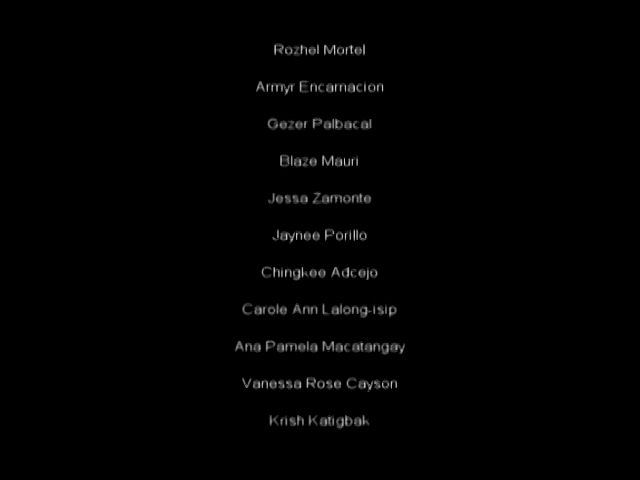 Rozhel Mortel
Armyr Encarnacion
Gezer Palbacal
Blaze Mauri
Jessa Zamonte
Jaynee Porillo
Chingkee Adcejo
Carole Ann Lalong-isip
Ana Pamela Macatangay
Vanessa Rose Cayson
Krish Katigbak